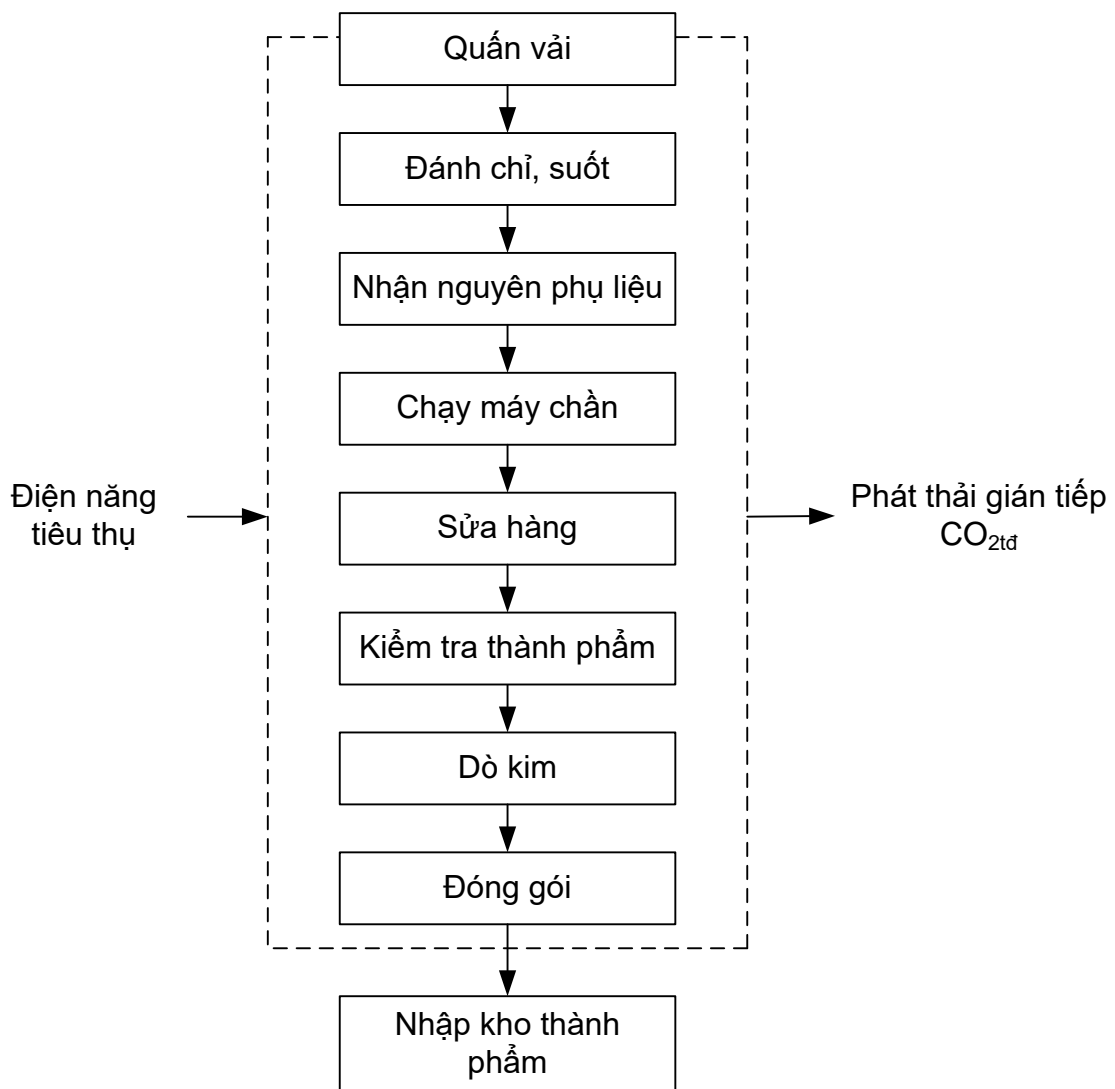 Quấn vải
Đánh chỉ, suốt
Nhận nguyên phụ liệu
Chạy máy chần
Điện năng
tiêu thụ
Sửa hàng
Phát thải gián tiếp
CO₂tđ
Kiểm tra thành phẩm
Dò kim
Đóng gói
Nhập kho thành
phẩm